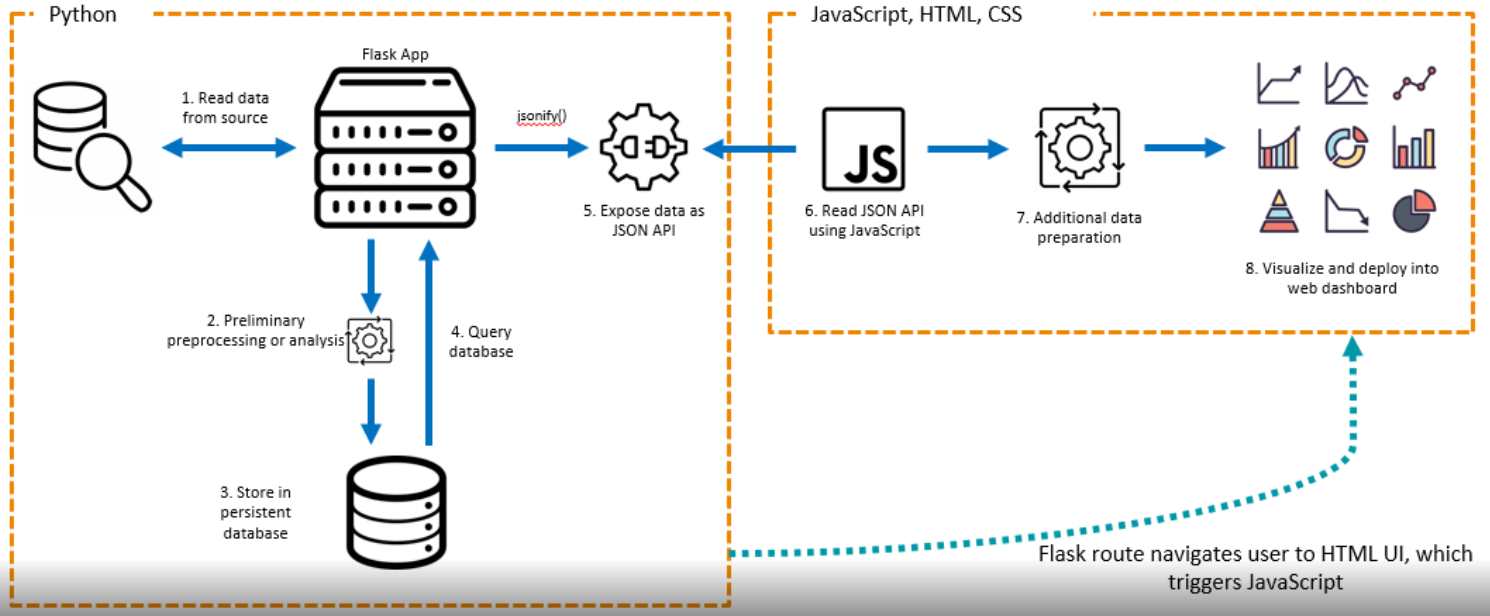 Python
JavaScript, HTML, CSS
Flask App
1. Read data
from source
jsonify()
5. Expose data as
JSON API
JS
6. Read JSON API
using JavaScript
7. Additional data
preparation
8. Visualize and deploy into
web dashboard
2. Preliminary
preprocessing or analysis
4. Query
database
3. Store in
persistent
database
Flask route navigates user to HTML UI, which
triggers JavaScript